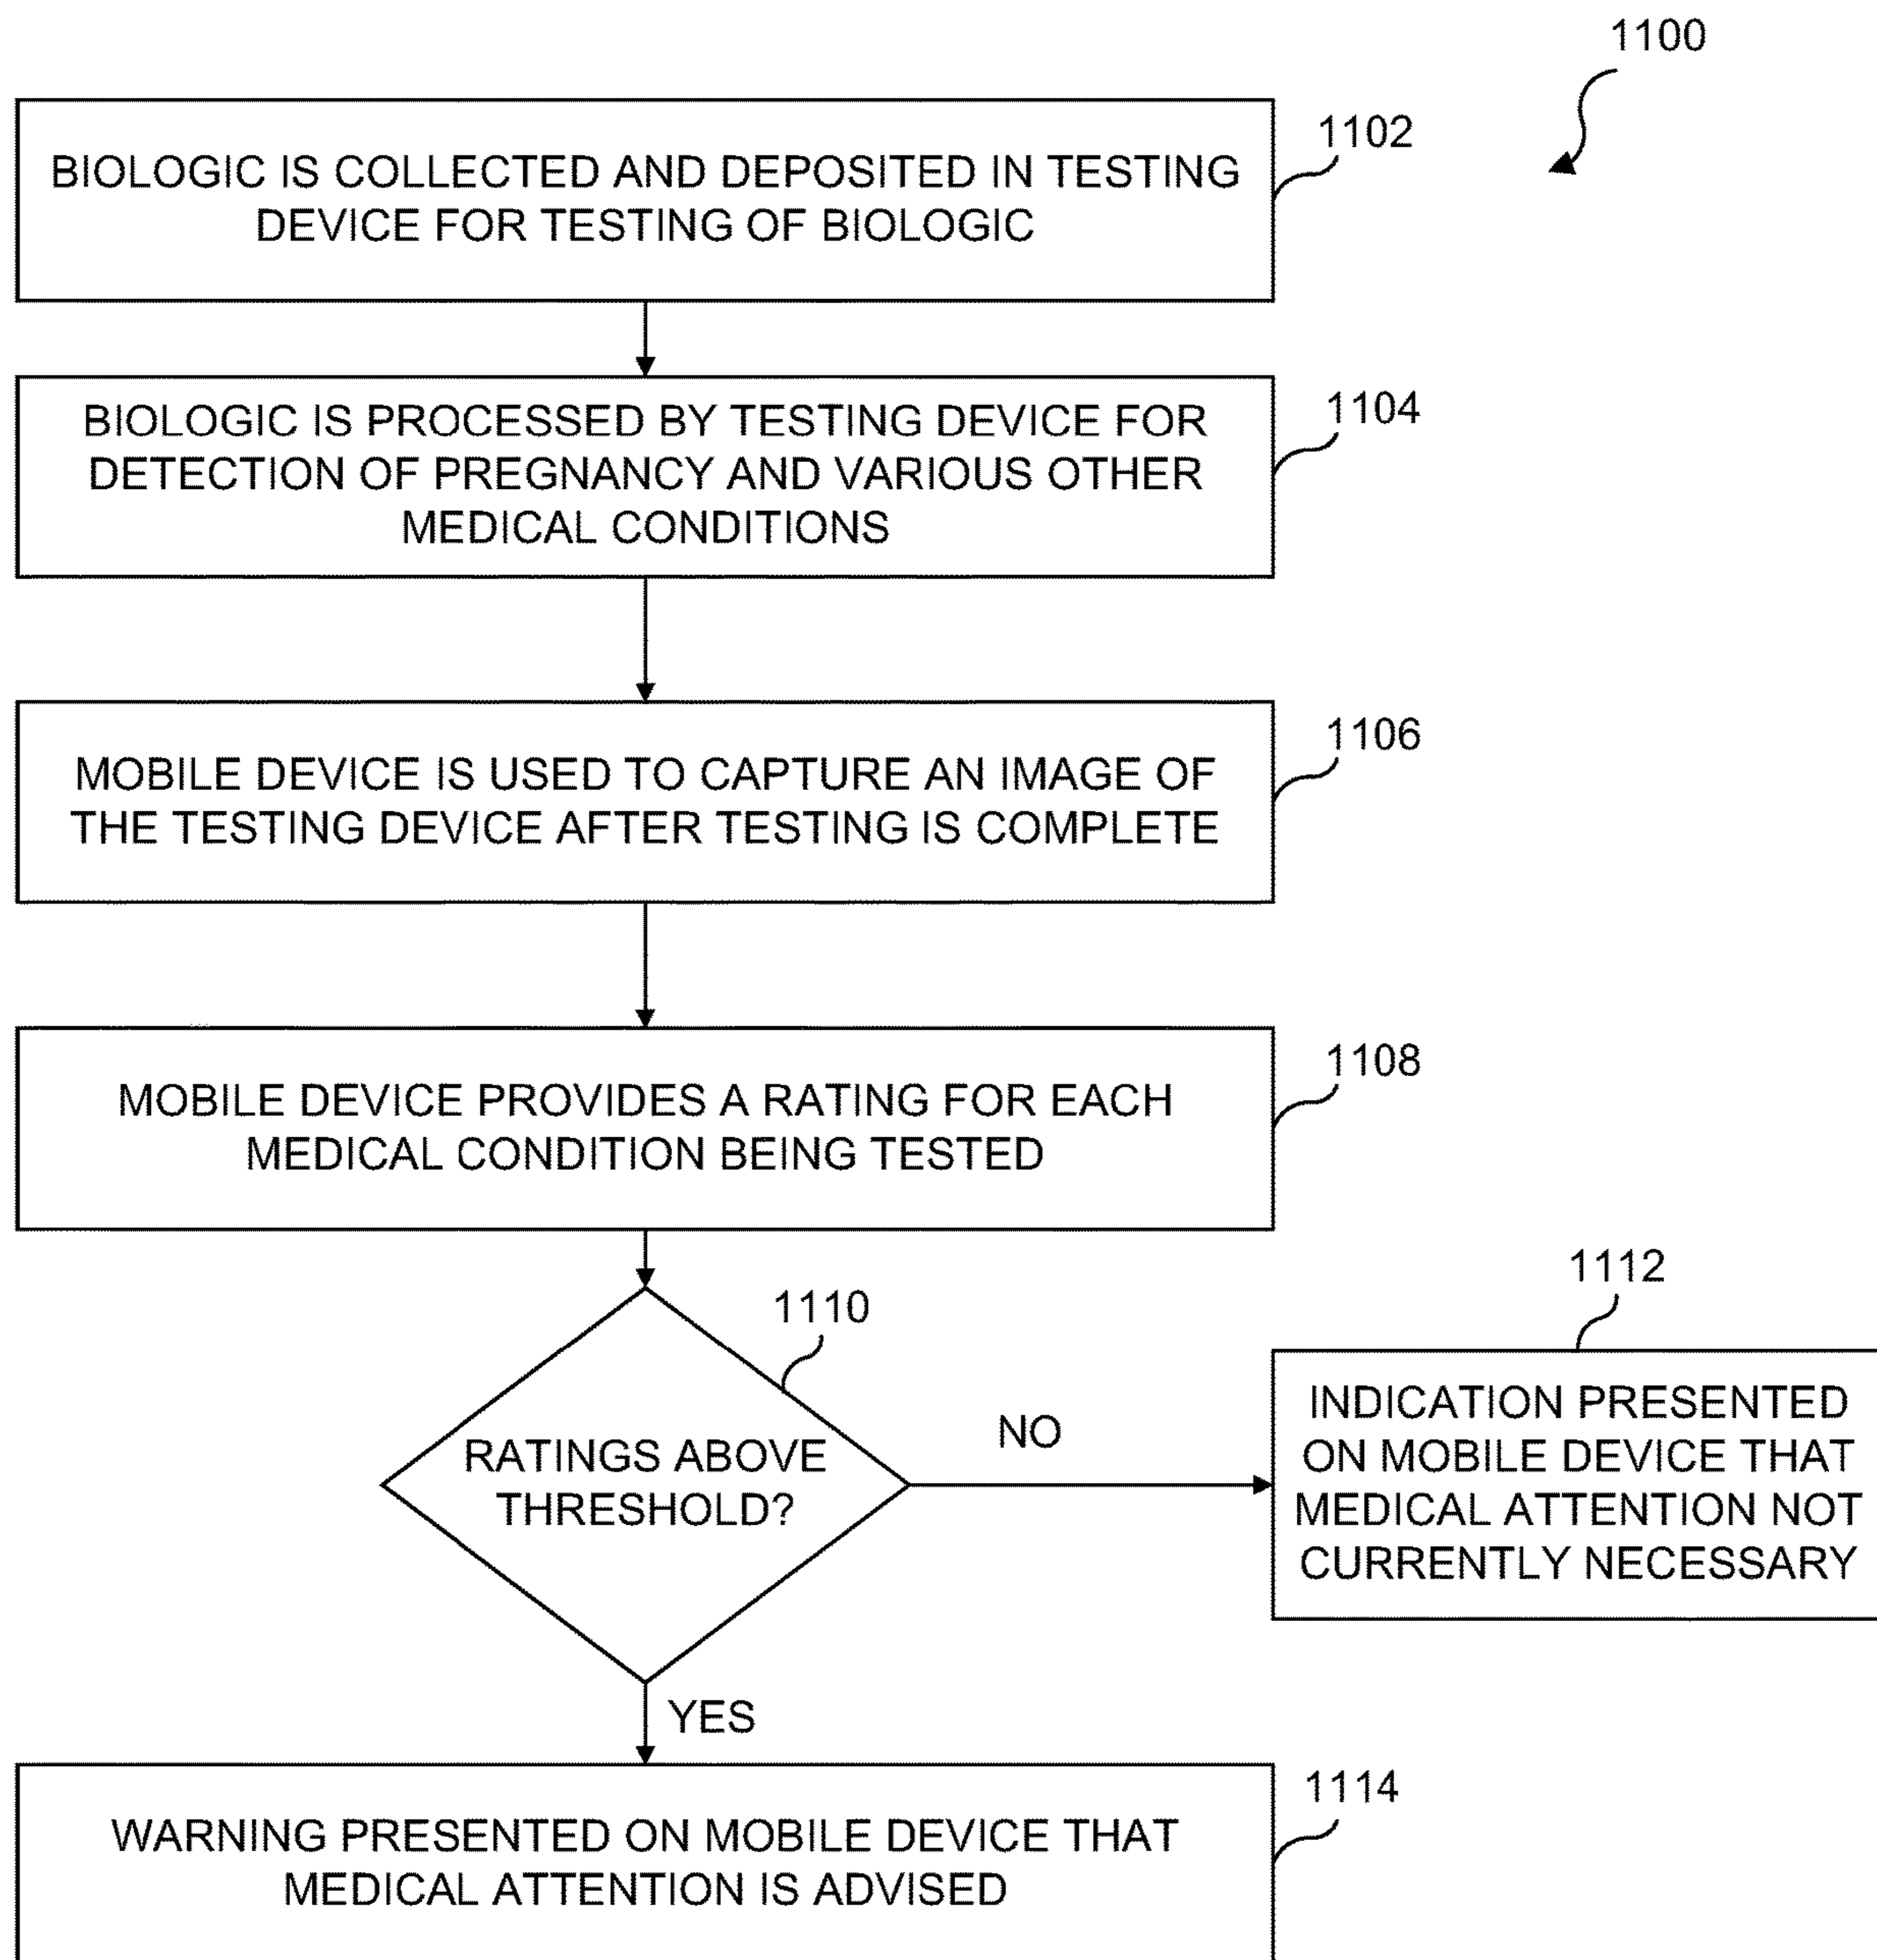 1100
1102
BIOLOGIC IS COLLECTED AND DEPOSITED IN TESTING
DEVICE FOR TESTING OF BIOLOGIC
1104
BIOLOGIC IS PROCESSED BY TESTING DEVICE FOR
DETECTION OF PREGNANCY AND VARIOUS OTHER
MEDICAL CONDITIONS
1106
MOBILE DEVICE IS USED TO CAPTURE AN IMAGE OF
THE TESTING DEVICE AFTER TESTING IS COMPLETE
1108
MOBILE DEVICE PROVIDES A RATING FOR EACH
MEDICAL CONDITION BEING TESTED
1110
RATINGS ABOVE
THRESHOLD?
NO
1112
INDICATION PRESENTED
ON MOBILE DEVICE THAT
MEDICAL ATTENTION NOT
CURRENTLY NECESSARY
YES
1114
WARNING PRESENTED ON MOBILE DEVICE THAT
MEDICAL ATTENTION IS ADVISED